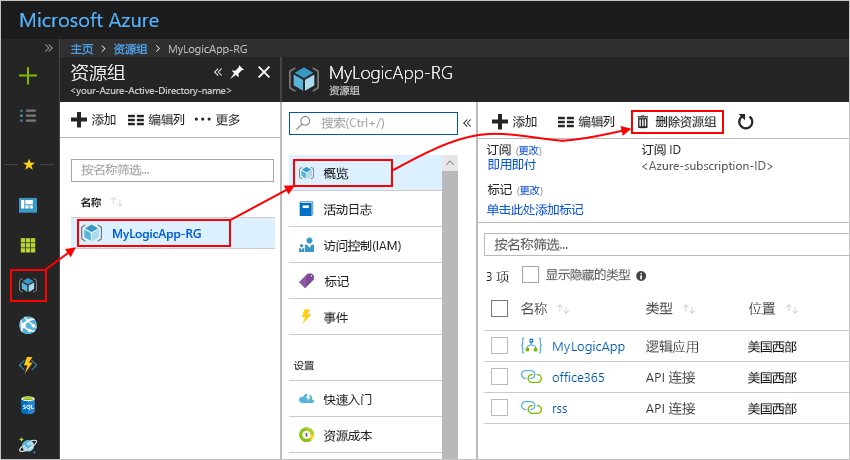 Microsoft Azure
主页 > 资源组 > MyLogicApp-RG
资源组
<your-Azure-Active-Directory-name>
添加 编辑列 ••• 更多
按名称筛选...
名称
MyLogicApp-RG
MyLogicApp-RG
资源组
搜索(Ctrl+/)
概览
活动日志
访问控制(IAM)
标记
事件
设置
快速入门
资源成本
添加 编辑列 删除资源组
订阅 (更改)
即用即付
订阅 ID
<Azure-subscription-ID>
标记 (更改)
单击此处添加标记
按名称筛选...
3 项 显示隐藏的类型
名称 类型 位置
MyLogicApp 逻辑应用 美国西部
office365 API 连接 美国西部
rss API 连接 美国西部
SQL